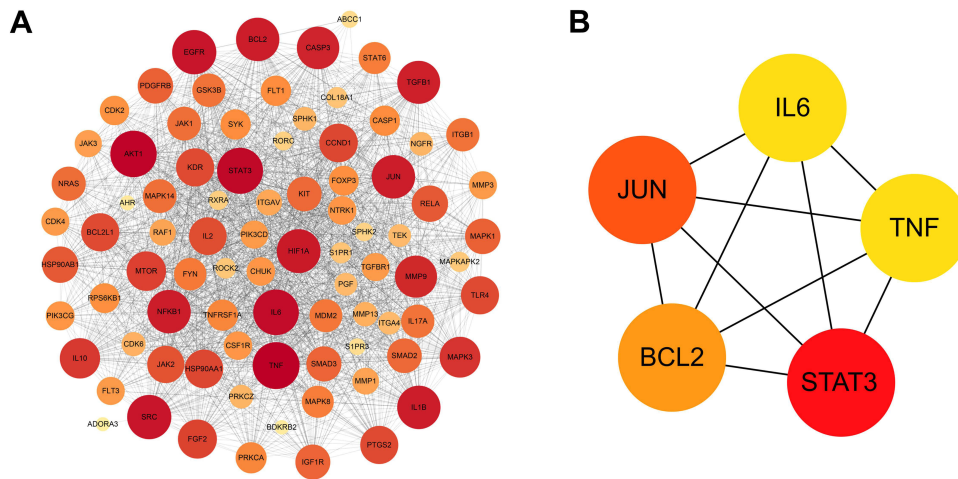 A
ABCC1
BCL2
EGFR
CASP3
STAT6
TGFB1
PDGFRB
GSK3B
FLT1
COL18A1
CDK2
SPHK1
CASP1
JAK1
SYK
ITGB1
JAK3
RORC
CCND1
NGFR
AKT1
KDR
STAT3
JUN
NRAS
FOXP3
MMP3
AHR
MAPK14
RXRA
ITGAV
KIT
RELA
NTRK1
CDK4
BCL2L1
RAF1
IL2
PIK3CD
SPHK2
TEK
MAPK1
HIF1A
S1PR1
HSP90AB1
MTOR
FYN
ROCK2
CHUK
TGFBR1
MMP9
MAPKAPK2
PGF
TLR4
PIK3CG
RPS6KB1
NFKB1
TNFRSF1A
IL6
MDM2
MMP13
ITGA4
IL17A
CDK6
CSF1R
S1PR3
IL10
JAK2
HSP90AA1
TNF
SMAD3
SMAD2
MAPK3
FLT3
PRKCZ
MAPK8
MMP1
ADORA3
SRC
IL1B
BDKRB2
FGF2
PTGS2
PRKCA
IGF1R
B
IL6
JUN
TNF
BCL2
STAT3